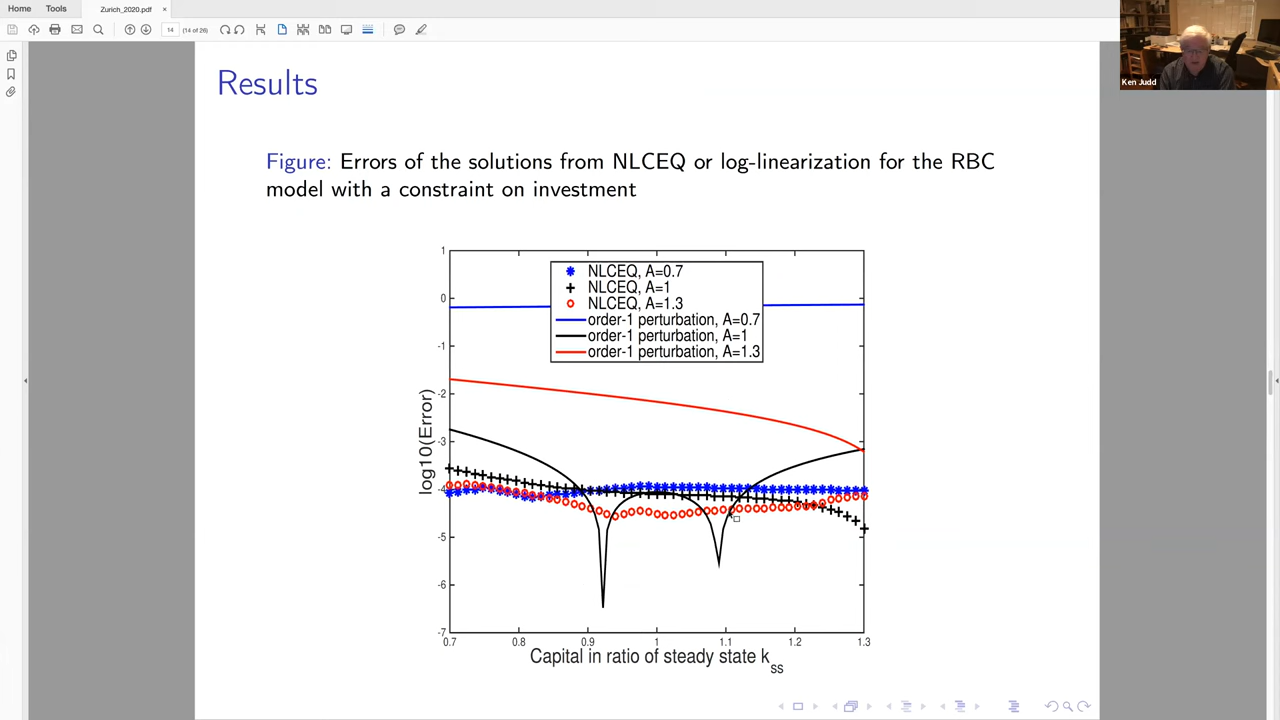 Home
Tools
Zurich_2020.pdf
×
14
(14 of 26)
Ken Judd
Results
Figure: Errors of the solutions from NLCEQ or log-linearization for the RBC
model with a constraint on investment
NLCEQ, A=0.7
NLCEQ, A=1
NLCEQ, A=1.3
order-1 perturbation, A=0.7
order-1 perturbation, A=1
order-1 perturbation, A=1.3
log10(Error)
1
0
-1
-2
-3
-4
-5
-6
-7
0.7 0.8 0.9 1 1.1 1.2 1.3
Capital in ratio of steady state k_ss